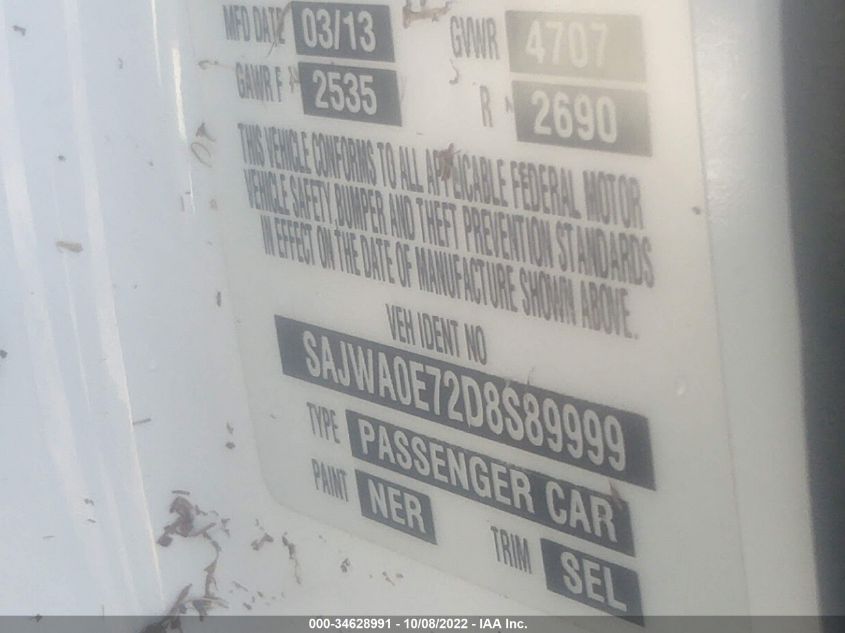 MFD DATE 03/13 GVWR 4707
GAWR F 2535 R 2690
THIS VEHICLE CONFORMS TO ALL APPLICABLE FEDERAL MOTOR
VEHICLE SAFETY, BUMPER AND THEFT PREVENTION STANDARDS
IN EFFECT ON THE DATE OF MANUFACTURE SHOWN ABOVE.
VEH IDENT NO
SAJWA0E72D8S89999
TYPE PASSENGER CAR
PAINT NER TRIM SEL
000-34628991 - 10/08/2022 - IAA Inc.